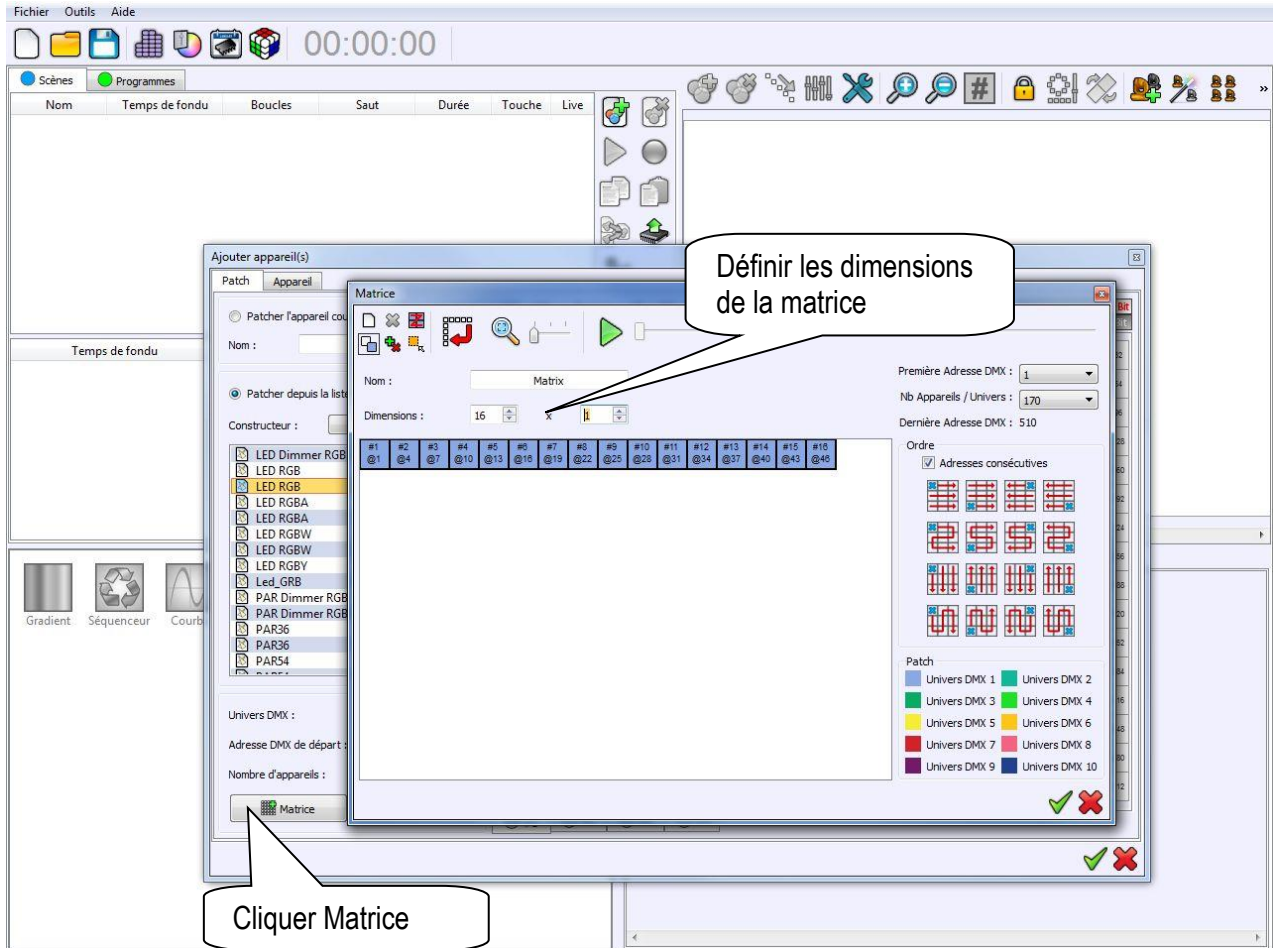 Fichier Outils Aide
00:00:00
Scènes Programmes
Nom Temps de fondu Boucles Saut Durée Touche Live
#
»
Définir les dimensions
de la matrice
Ajouter appareil(s)
Patch Appareil
Patcher l'appareil cou
Nom :
Patcher depuis la liste
Constructeur :
LED Dimmer RGB
LED RGB
LED RGB
LED RGBA
LED RGBA
LED RGBW
LED RGBW
LED RGBY
Led_GRB
PAR Dimmer RGB
PAR Dimmer RGB
PAR36
PAR36
PAR54
Univers DMX :
Adresse DMX de départ :
Nombre d'appareils :
Matrice
Temps de fondu
Gradient Séquenceur Courb
Matrice
Nom : Matrix
Dimensions : 16 x 1
Première Adresse DMX : 1
Nb Appareils / Univers : 170
Dernière Adresse DMX : 510
#1 #2 #3 #4 #5 #6 #7 #8 #9 #10 #11 #12 #13 #14 #15 #16
@1 @4 @7 @10 @13 @16 @19 @22 @25 @28 @31 @34 @37 @40 @43 @46
Ordre
Adresses consécutives
Patch
Univers DMX 1 Univers DMX 2
Univers DMX 3 Univers DMX 4
Univers DMX 5 Univers DMX 6
Univers DMX 7 Univers DMX 8
Univers DMX 9 Univers DMX 10
Cliquer Matrice